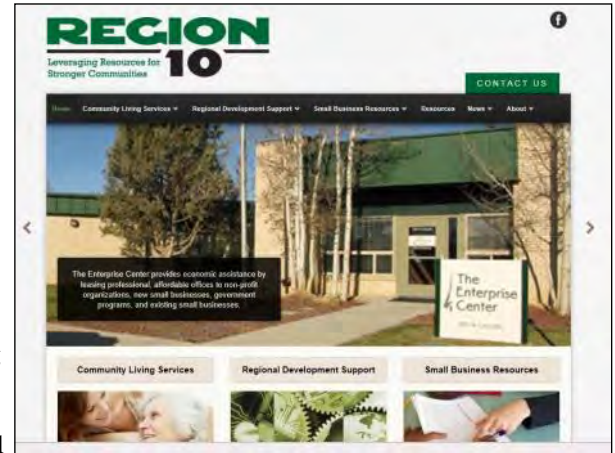 REGION
10
Leveraging Resources for
Stronger Communities
f
CONTACT US
Home Community Living Services Regional Development Support Small Business Resources Resources News About
The Enterprise Center provides economic assistance by
leasing professional, affordable offices to non-profit
organizations, new small businesses, government
programs, and existing small businesses.
The
Enterprise
Center
Community Living Services Regional Development Support Small Business Resources